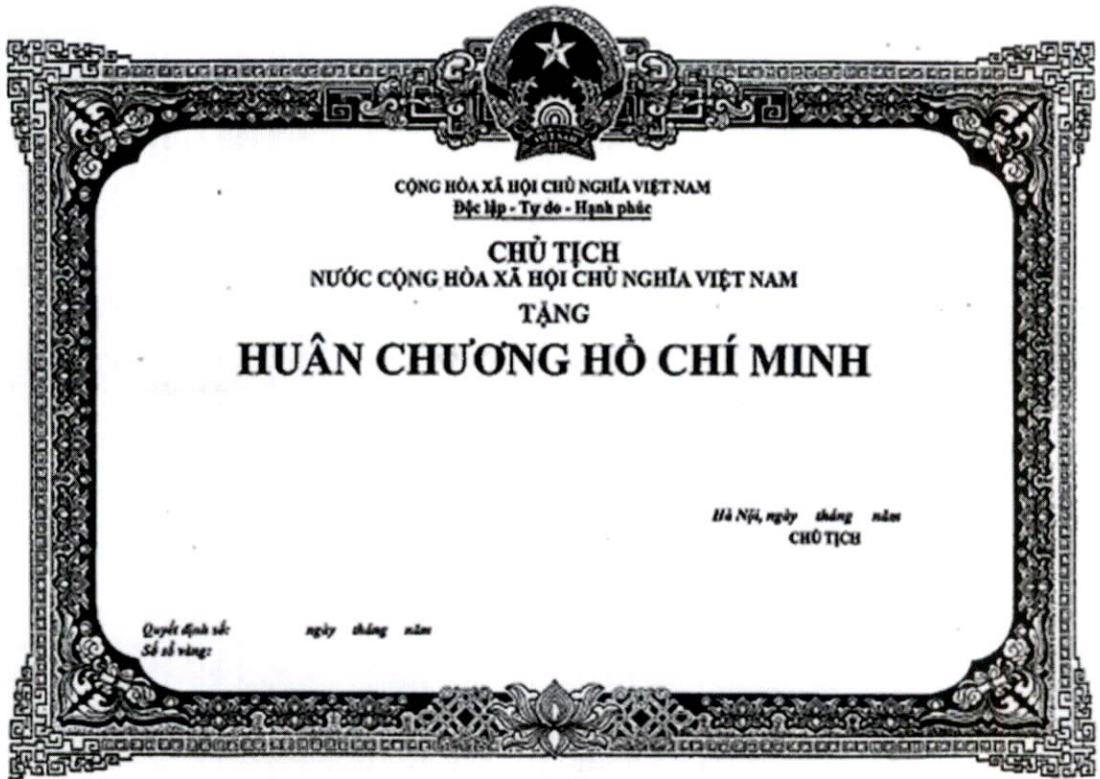 CỘNG HÒA XÃ HỘI CHỦ NGHĨA VIỆT NAM
Độc lập - Tự do - Hạnh phúc
CHỦ TỊCH
NƯỚC CỘNG HÒA XÃ HỘI CHỦ NGHĨA VIỆT NAM
TẶNG
HUÂN CHƯƠNG HỒ CHÍ MINH
Hà Nội, ngày tháng năm
CHỦ TỊCH
Quyết định số: ngày tháng năm
Số sổ vàng: